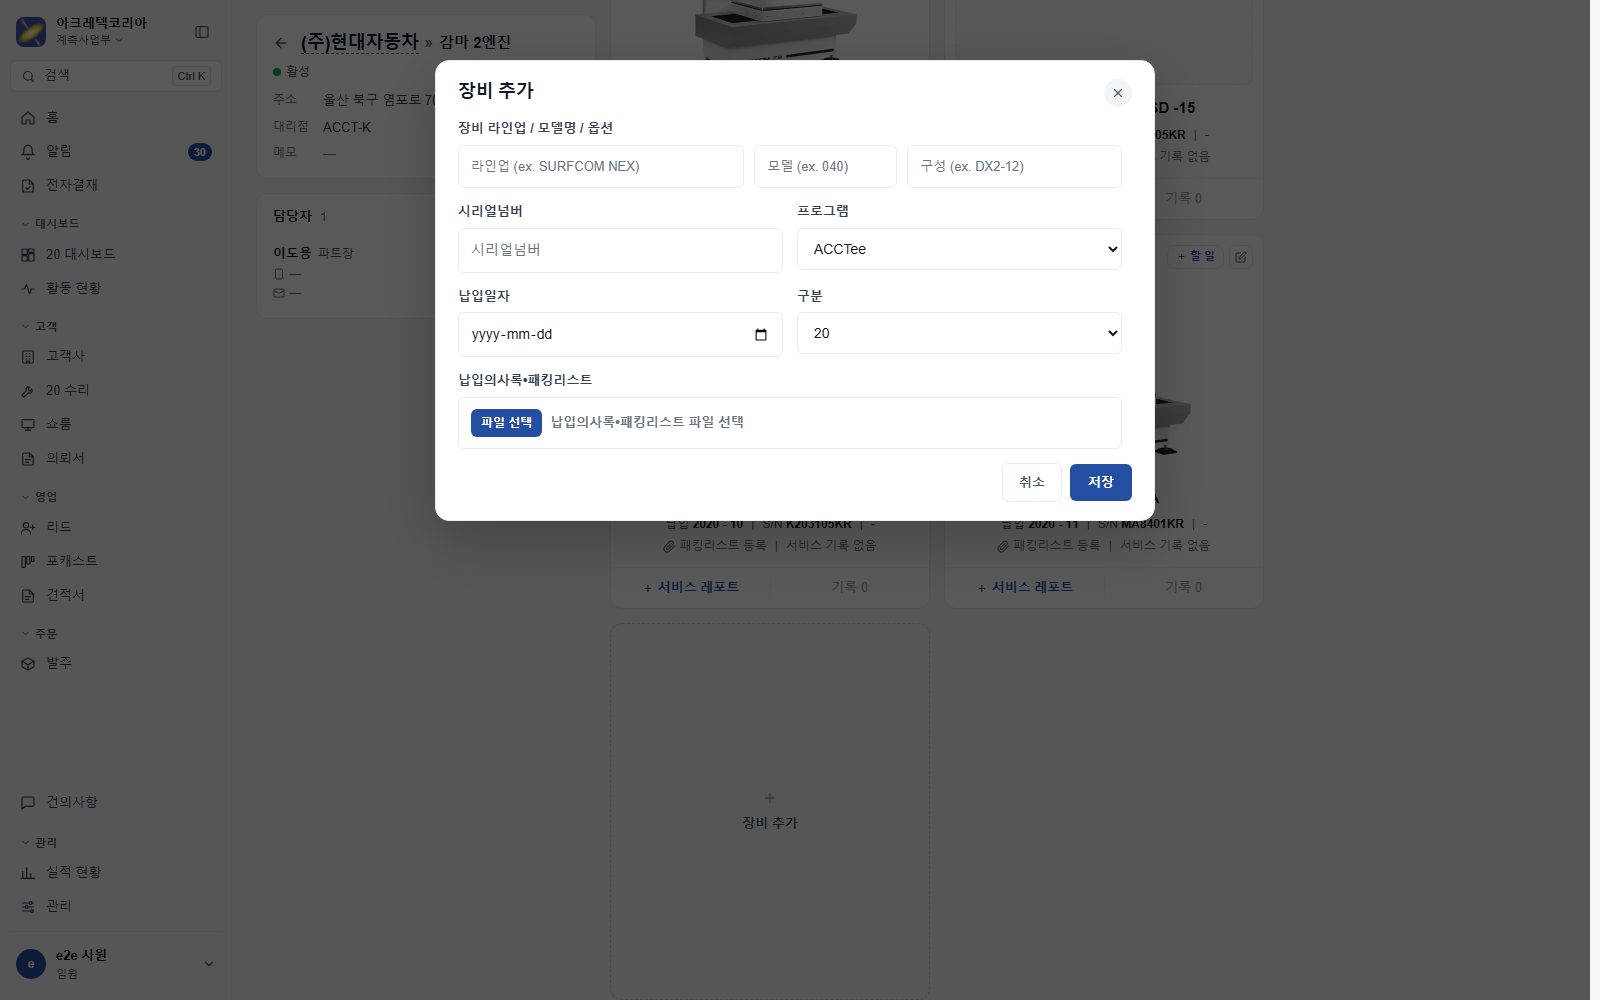 아크레텍코리아
계측사업부
검색
Ctrl K
홈
알림
30
전자결재
대시보드
20 대시보드
활동 현황
고객
고객사
20 수리
쇼룸
의뢰서
영업
리드
포캐스트
견적서
주문
발주
건의사항
관리
실적 현황
관리
e
e2e 사원
임원
(주)현대자동차 » 감마 2엔진
활성
주소 울산 북구 염포로
대리점 ACCT-K
메모 —
담당자 1
이도용 파트장
—
—
장비 추가
장비 라인업 / 모델명 / 옵션
라인업 (ex. SURFCOM NEX)
모델 (ex. 040)
구성 (ex. DX2-12)
시리얼넘버
프로그램
시리얼넘버
ACCTee
납입일자
구분
yyyy-mm-dd
20
납입의사록•패킹리스트
파일 선택 납입의사록•패킹리스트 파일 선택
취소
저장
SD -15
05KR | -
기록 없음
기록 0
+ 할 일
납입 2020 - 10 | S/N K203105KR | -
패킹리스트 등록 | 서비스 기록 없음
+ 서비스 레포트
기록 0
납입 2020 - 11 | S/N MA8401KR | -
패킹리스트 등록 | 서비스 기록 없음
+ 서비스 레포트
기록 0
+
장비 추가